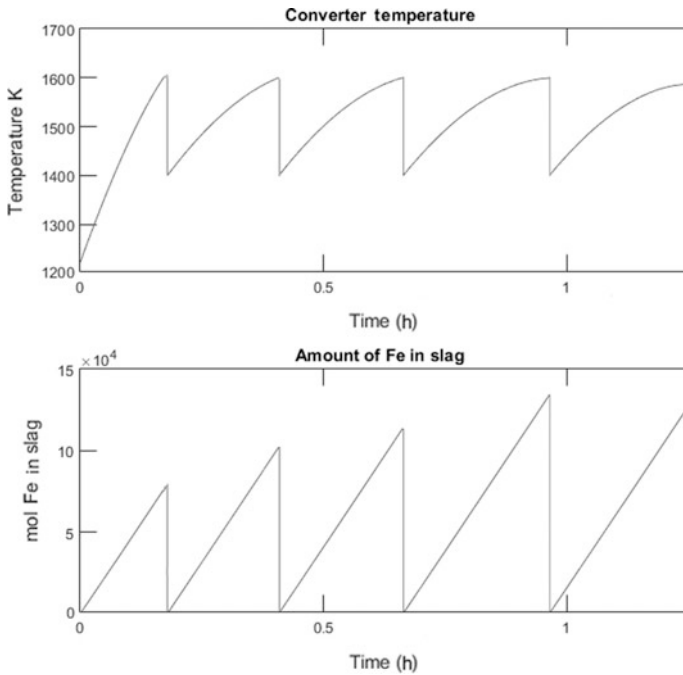 Converter temperature
1700
1600
1500
1400
1300
1200
Temperature K
0
0.5
1
Time (h)
Amount of Fe in slag
×10⁴
15
10
5
0
mol Fe in slag
0
0.5
1
Time (h)